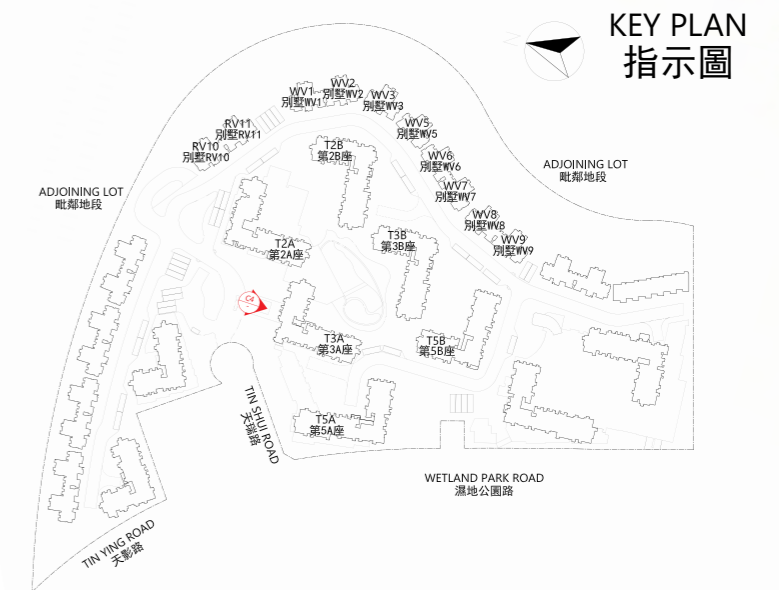 KEY PLAN
指示圖
N
WV1
別墅WV1
WV2
別墅WV2
WV3
別墅WV3
RV11
別墅RV11
RV10
別墅RV10
WV5
別墅WV5
T2B
第2B座
WV6
別墅WV6
ADJOINING LOT
毗鄰地段
ADJOINING LOT
毗鄰地段
WV7
別墅WV7
WV8
別墅WV8
T3B
第3B座
WV9
別墅WV9
T2A
第2A座
T3A
第3A座
T5B
第5B座
TIN SHUI ROAD
天瑞路
T5A
第5A座
WETLAND PARK ROAD
濕地公園路
TIN YING ROAD
天影路